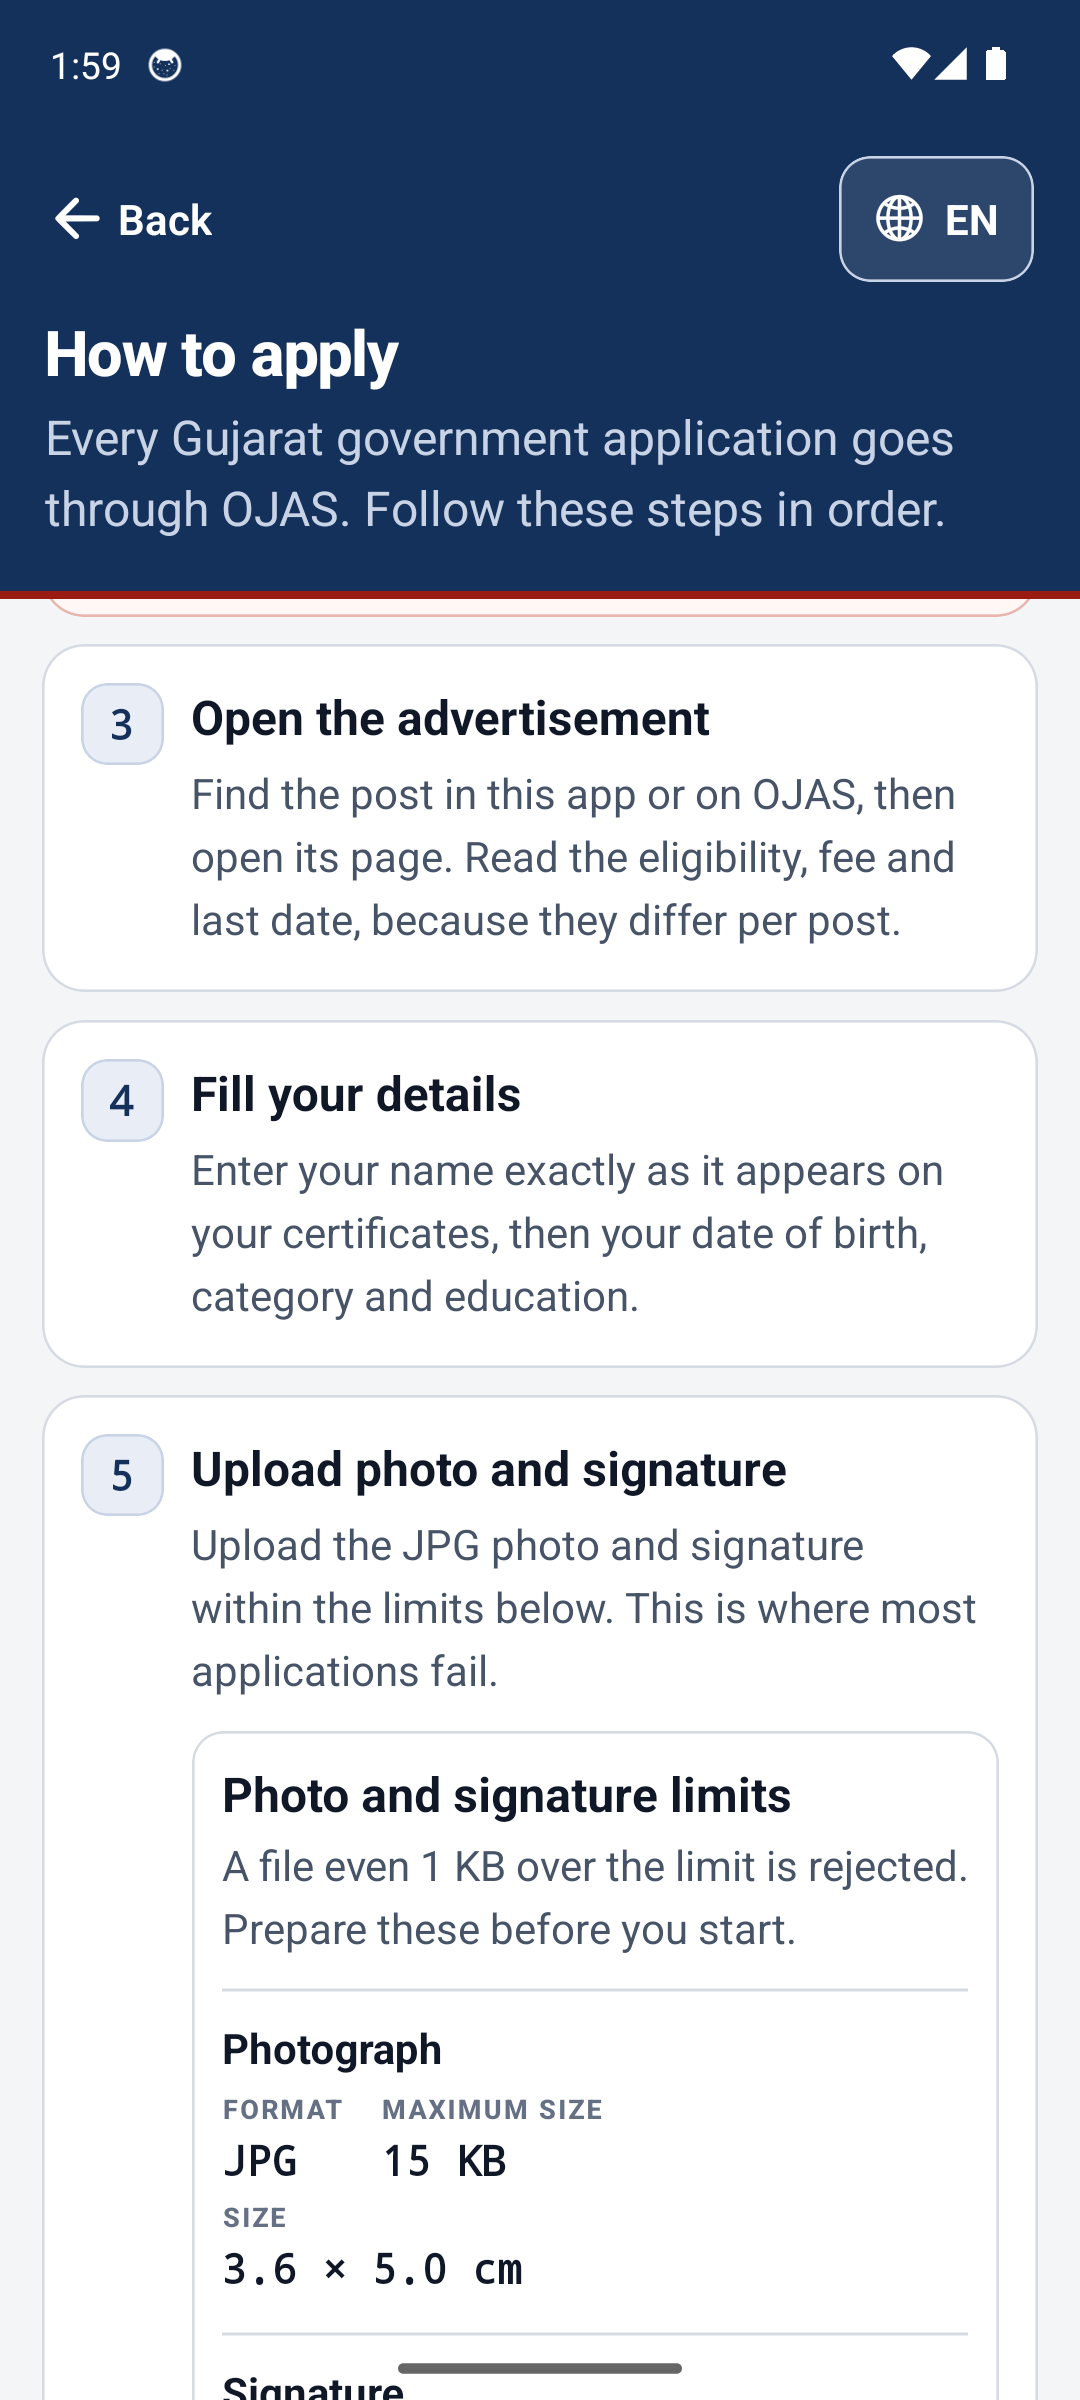 1:59
Back
EN
How to apply
Every Gujarat government application goes
through OJAS. Follow these steps in order.
3
Open the advertisement
Find the post in this app or on OJAS, then
open its page. Read the eligibility, fee and
last date, because they differ per post.
4
Fill your details
Enter your name exactly as it appears on
your certificates, then your date of birth,
category and education.
5
Upload photo and signature
Upload the JPG photo and signature
within the limits below. This is where most
applications fail.
Photo and signature limits
A file even 1 KB over the limit is rejected.
Prepare these before you start.
Photograph
FORMAT MAXIMUM SIZE
JPG 15 KB
SIZE
3.6 × 5.0 cm
Signature